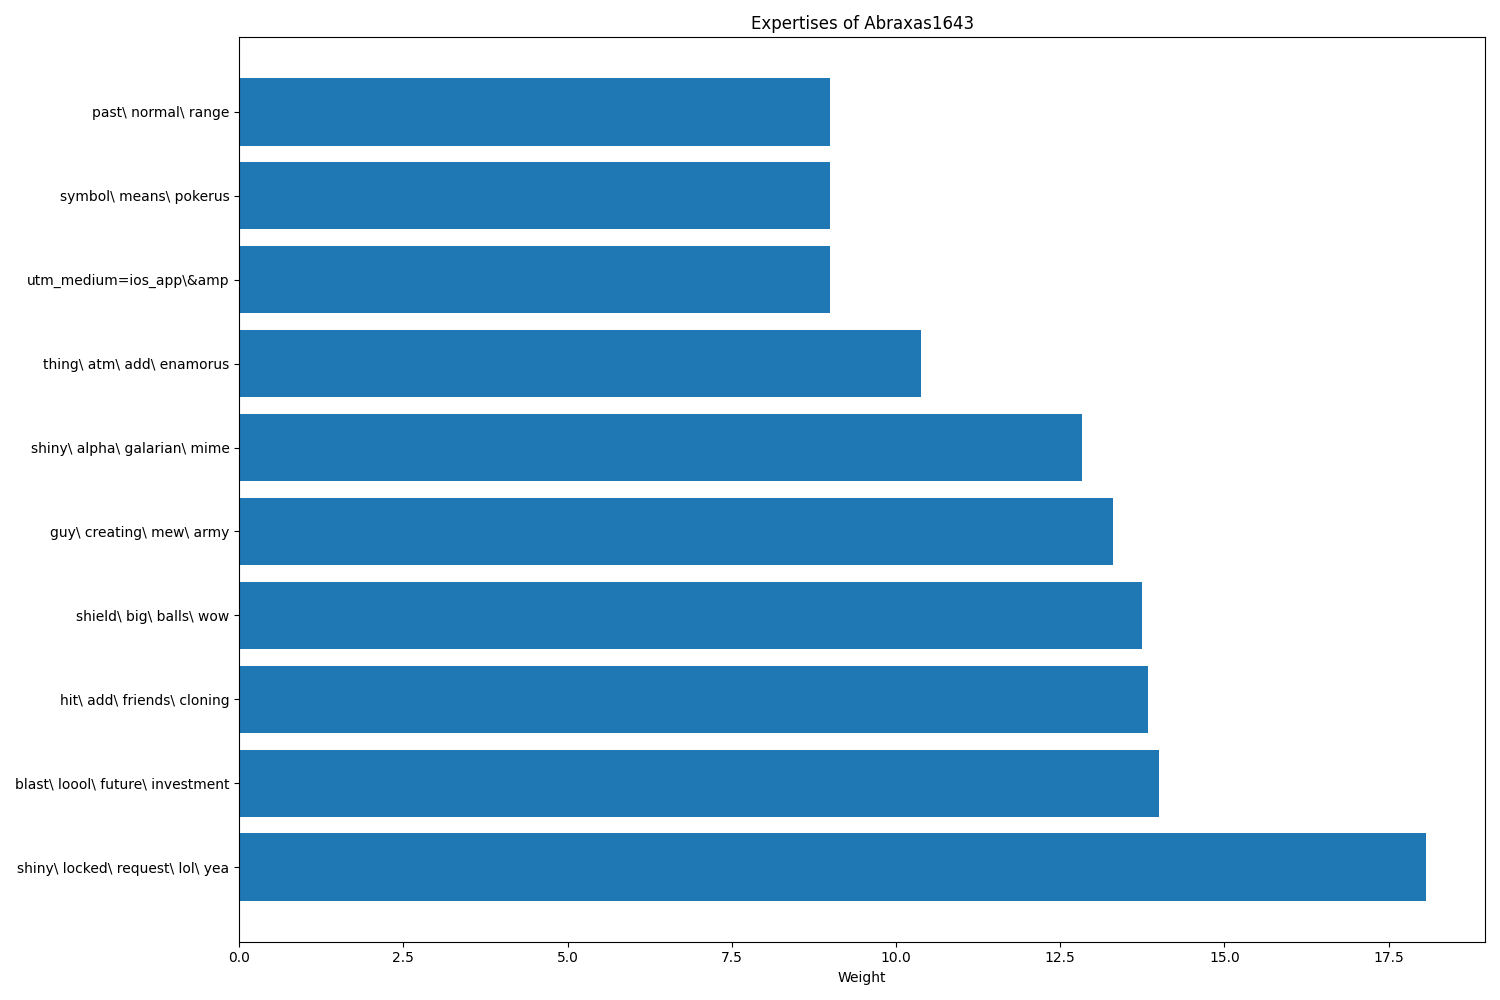 Expertises of Abraxas1643
past\ normal\ range
symbol\ means\ pokerus
utm_medium=ios_app\&amp
thing\ atm\ add\ enamorus
shiny\ alpha\ galarian\ mime
guy\ creating\ mew\ army
shield\ big\ balls\ wow
hit\ add\ friends\ cloning
blast\ loool\ future\ investment
shiny\ locked\ request\ lol\ yea
0.0 2.5 5.0 7.5 10.0 12.5 15.0 17.5
Weight